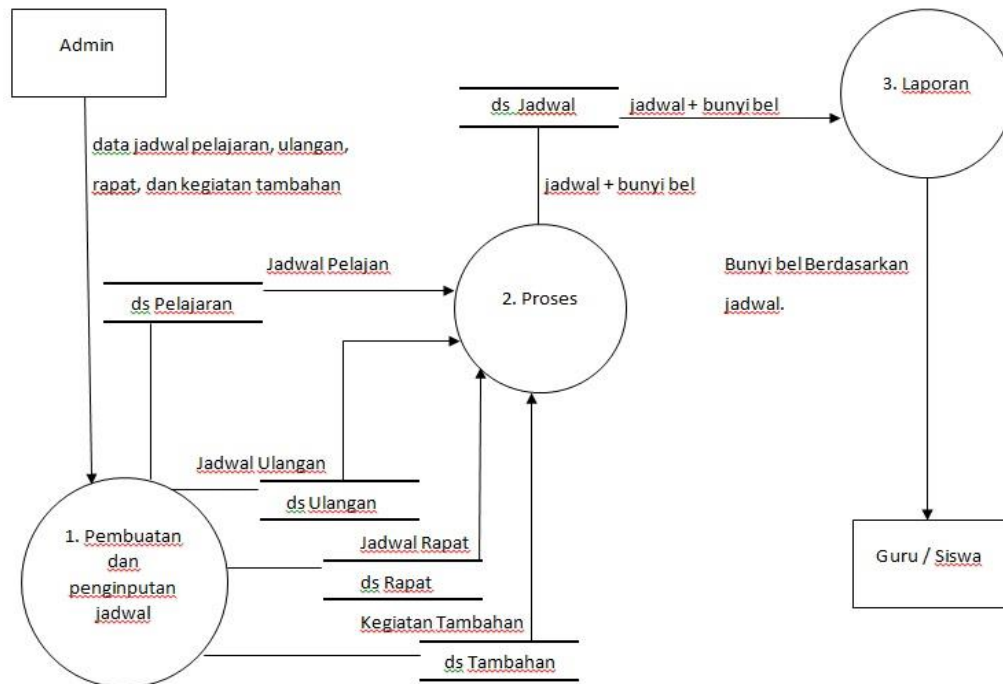 Admin
data jadwal pelajaran, ulangan,
rapat, dan kegiatan tambahan
ds Jadwal
jadwal + bunyi bel
3. Laporan
jadwal + bunyi bel
Jadwal Pelajan
ds Pelajaran
2. Proses
Bunyi bel Berdasarkan
jadwal.
Jadwal Ulangan
ds Ulangan
1. Pembuatan
dan
penginputan
jadwal
Jadwal Rapat
ds Rapat
Kegiatan Tambahan
ds Tambahan
Guru / Siswa